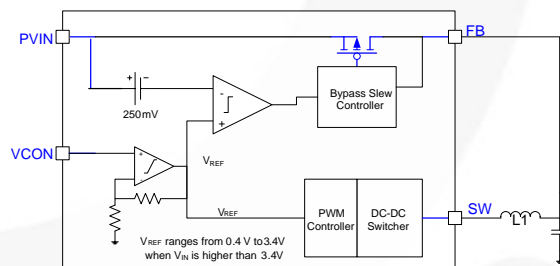 PVIN
FB
+ −
250mV
-
+
Bypass Slew
Controller
VCON
+
-
VREF
VREF
PWM
Controller
DC-DC
Switcher
SW
L1
VREF ranges from 0.4 V to3.4V
when VIN is higher than 3.4V